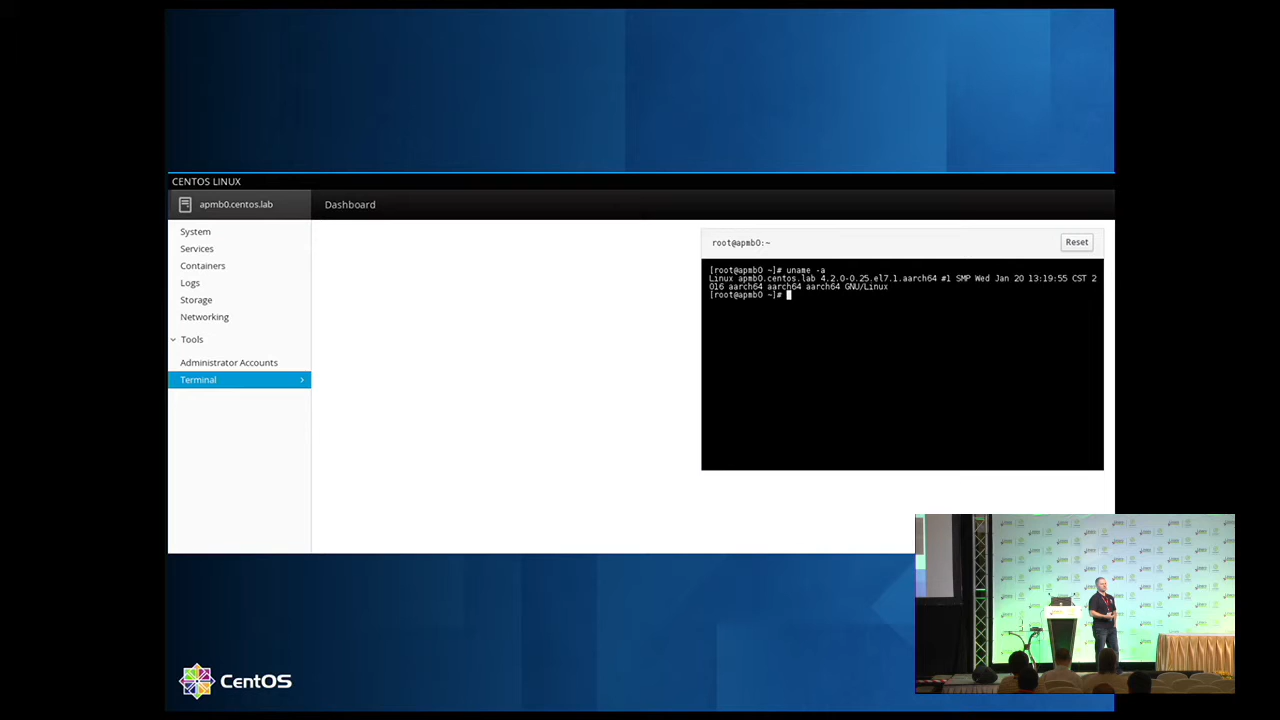 CENTOS LINUX
apmb0.centos.lab
Dashboard
System
Services
Containers
Logs
Storage
Networking
Tools
Administrator Accounts
Terminal
root@apmb0:~
Reset
[root@apmb0 ~]# uname -a
Linux apmb0.centos.lab 4.2.0-0.25.el7.1.aarch64 #1 SMP Wed Jan 20 13:19:55 CST 2
016 aarch64 aarch64 aarch64 GNU/Linux
[root@apmb0 ~]#
CentOS